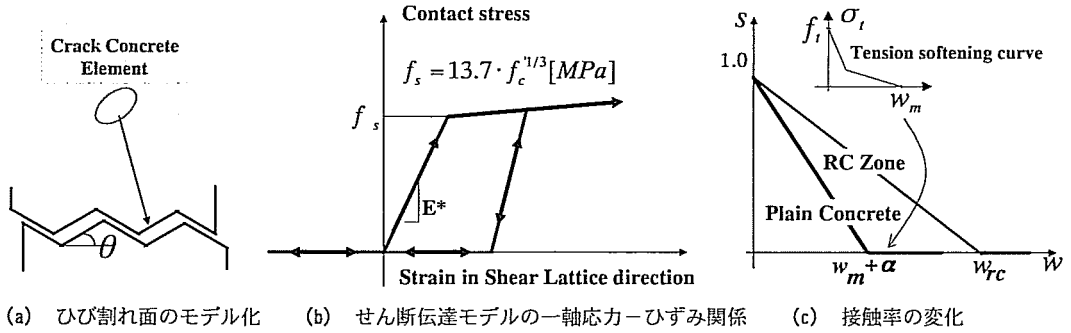 Crack Concrete
Element
θ
(a) ひび割れ面のモデル化
Contact stress
f_s = 13.7・f_c'^{1/3} [MPa]
f_s
E*
Strain in Shear Lattice direction
(b) せん断伝達モデルの一軸応力－ひずみ関係
S
1.0
f_t
σ_t
Tension softening curve
w_m
RC Zone
Plain Concrete
w_m+α
w_rc
w
(c) 接触率の変化